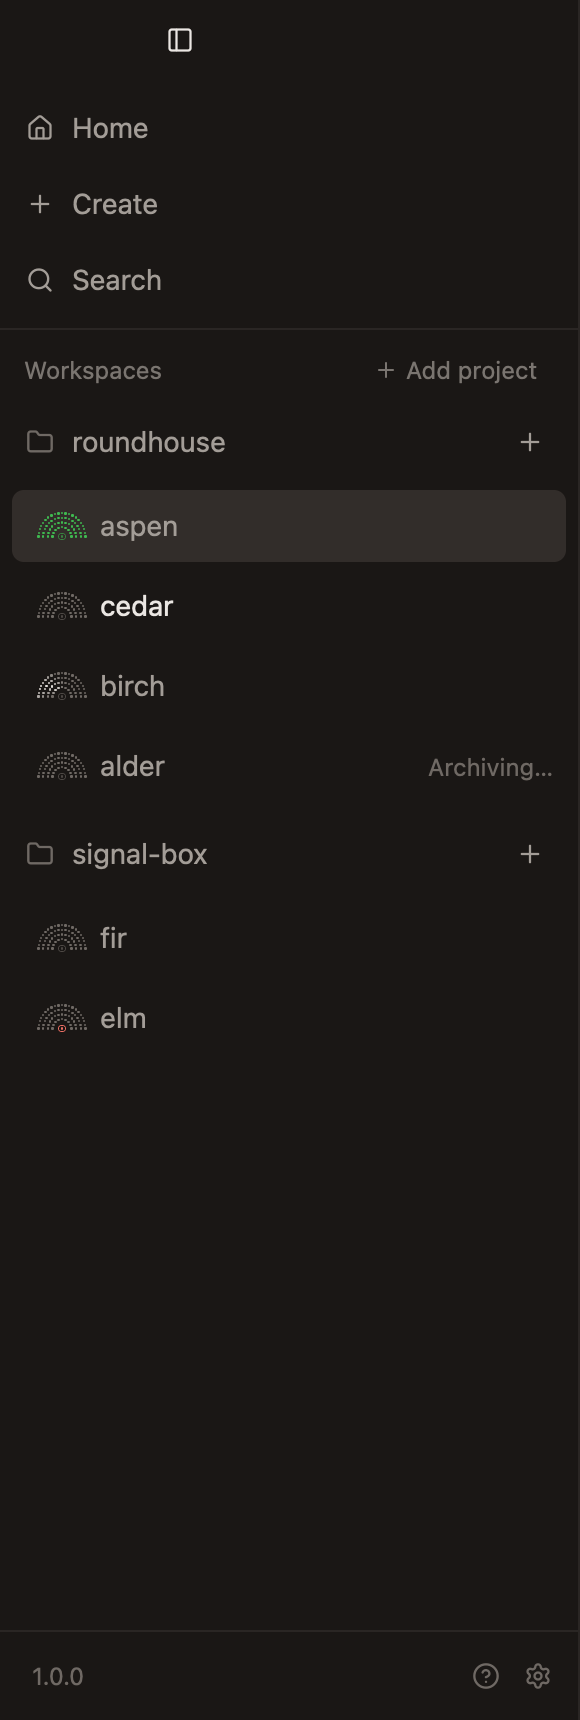 Home
Create
Search
Workspaces + Add project
roundhouse
aspen
cedar
birch
alder Archiving...
signal-box
fir
elm
1.0.0